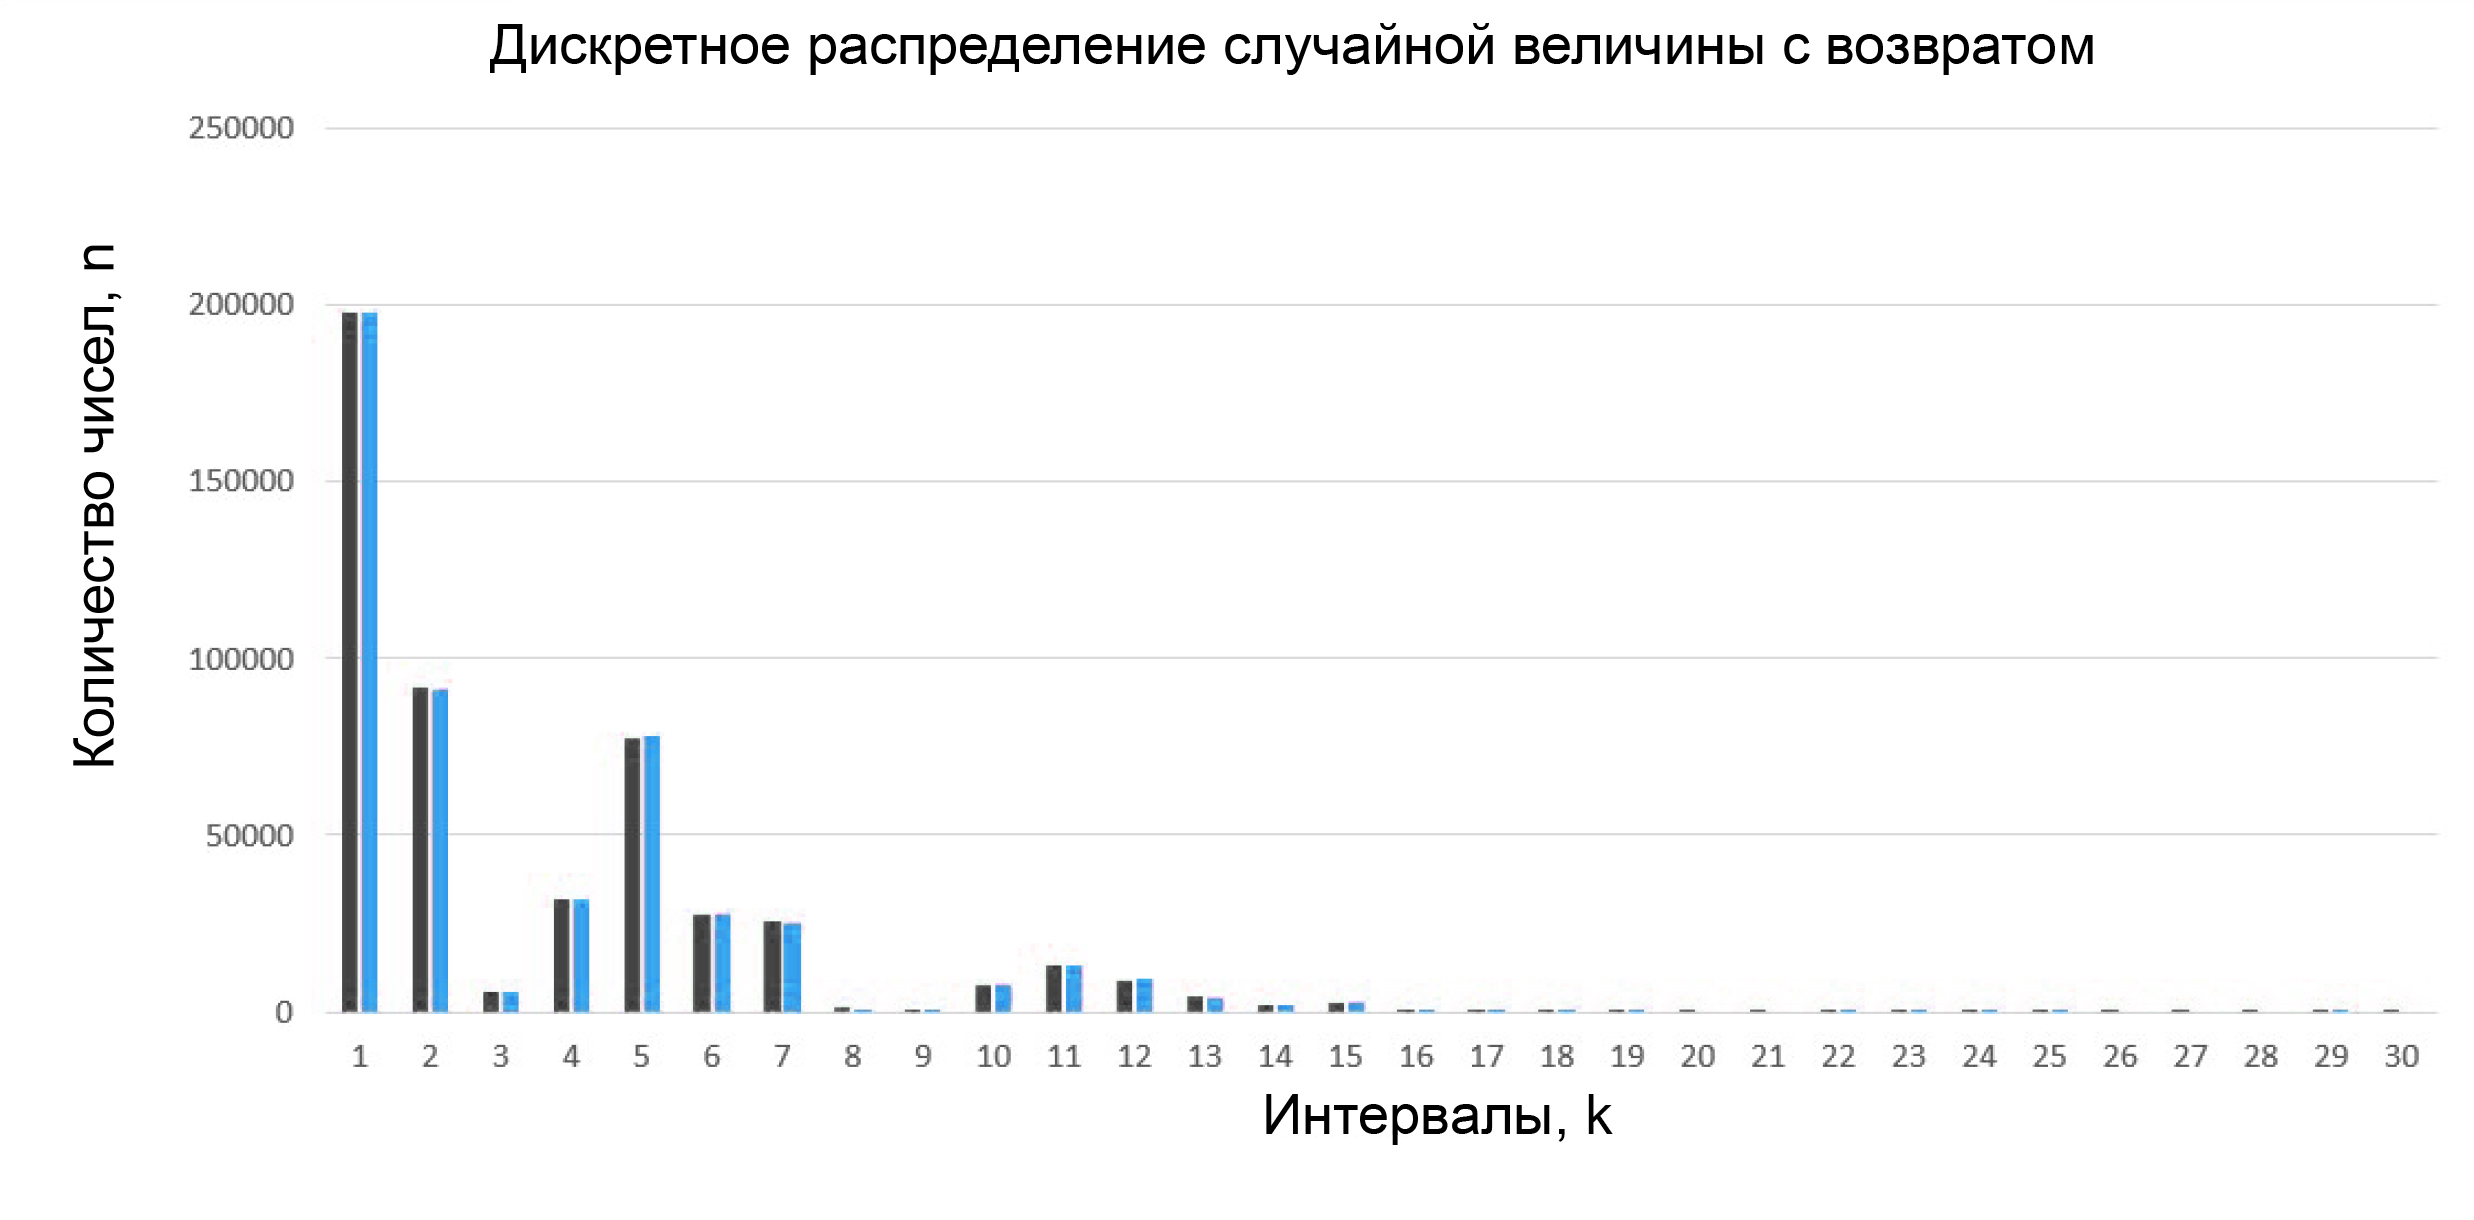 Дискретное распределение случайной величины с возвратом
250000
200000
150000
100000
50000
0
Количество чисел, n
1 2 3 4 5 6 7 8 9 10 11 12 13 14 15 16 17 18 19 20 21 22 23 24 25 26 27 28 29 30
Интервалы, k